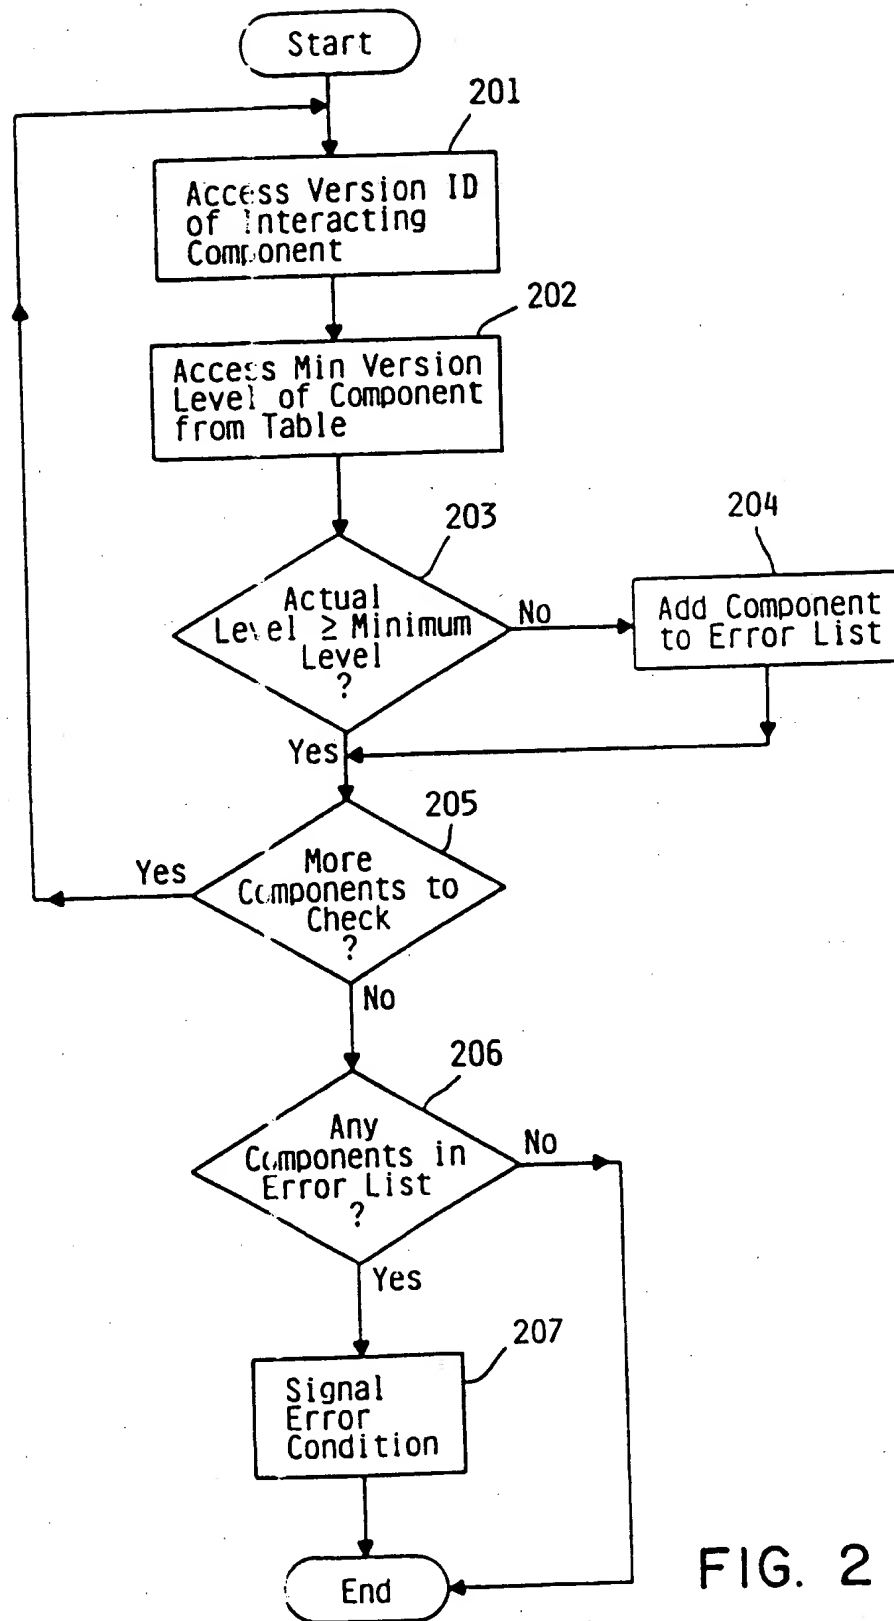 Start
201
Access Version ID
of Interacting
Component
202
Access Min Version
Level of Component
from Table
203
Actual
Level ≥ Minimum
Level
?
No
204
Add Component
to Error List
Yes
205
More
Components to
Check
?
Yes
No
206
Any
Components in
Error List
?
No
Yes
207
Signal
Error
Condition
End
FIG. 2